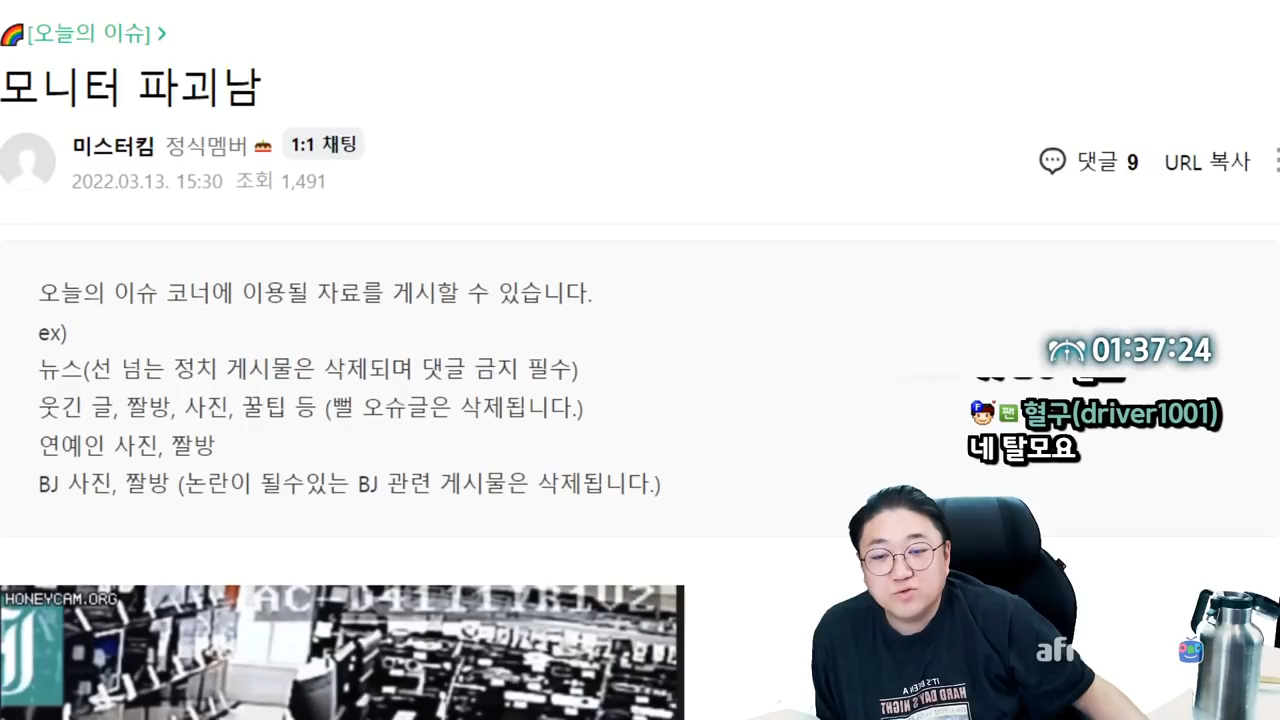 [오늘의 이슈] >
모니터 파괴남
미스터킴 정식멤버 1:1 채팅
2022.03.13. 15:30 조회 1,491
댓글 9 URL 복사
오늘의 이슈 코너에 이용될 자료를 게시할 수 있습니다.
ex)
뉴스(선 넘는 정치 게시물은 삭제되며 댓글 금지 필수)
웃긴 글, 짤방, 사진, 꿀팁 등 (뻘 오슈글은 삭제됩니다.)
연예인 사진, 짤방
BJ 사진, 짤방 (논란이 될수있는 BJ 관련 게시물은 삭제됩니다.)
01:37:24
F 팬 혈구(driver1001)
네 탈모요
HONEYCAM.ORG
IT'S BEEN A
HARD DAY'S NIGHT